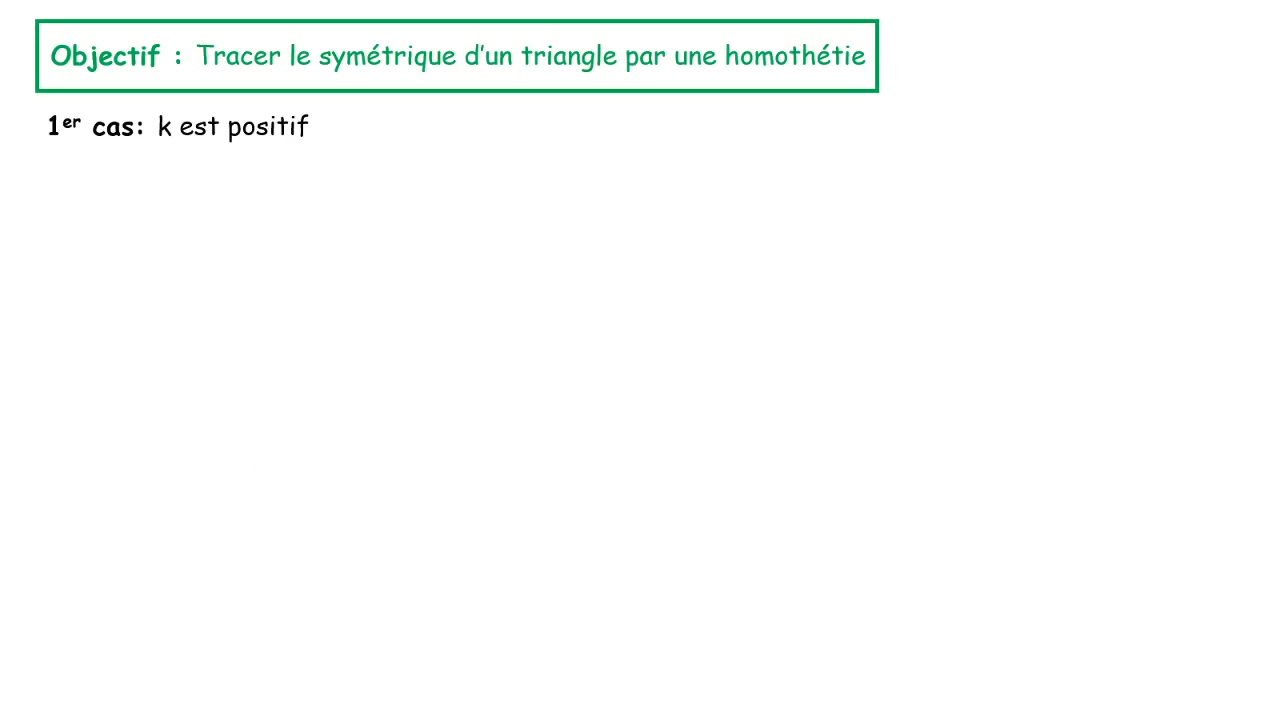 Objectif : Tracer le symétrique d’un triangle par une homothétie
1er cas: k est positif